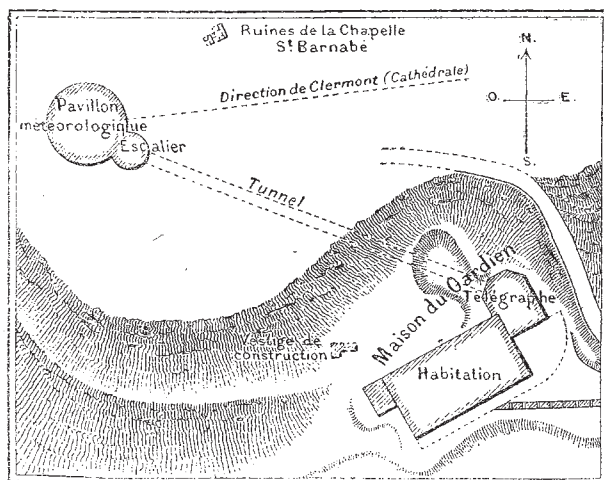 Ruines de la Chapelle
St Barnabé
N.
Direction de Clermont (Cathédrale)
O. E.
S.
Pavillon
météorologique
Escalier
Tunnel
Maison du Gardien
Télégraphe
Vestige de
construction
Habitation